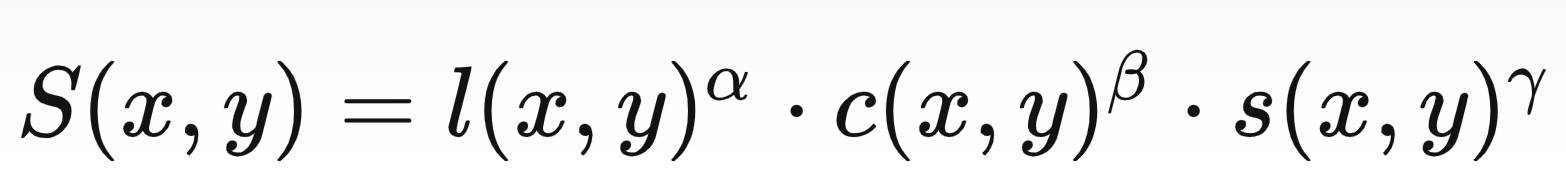 S(x, y) = l(x, y)^α · c(x, y)^β · s(x, y)^γ